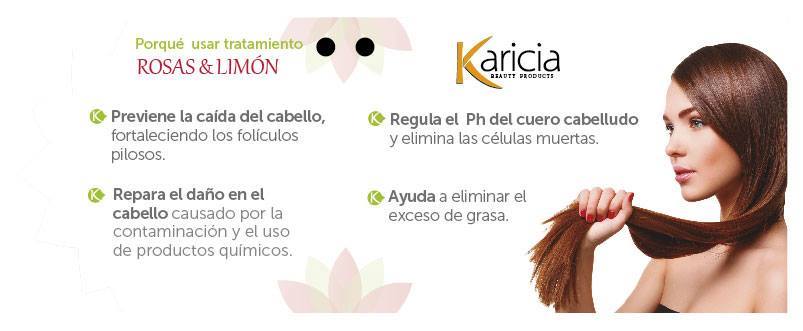 Porqué usar tratamiento
ROSAS & LIMÓN
Karicia
BEAUTY PRODUCTS
Previene la caída del cabello,
fortaleciendo los folículos
pilosos.
Repara el daño en el
cabello causado por la
contaminación y el uso
de productos químicos.
Regula el Ph del cuero cabelludo
y elimina las células muertas.
Ayuda a eliminar el
exceso de grasa.